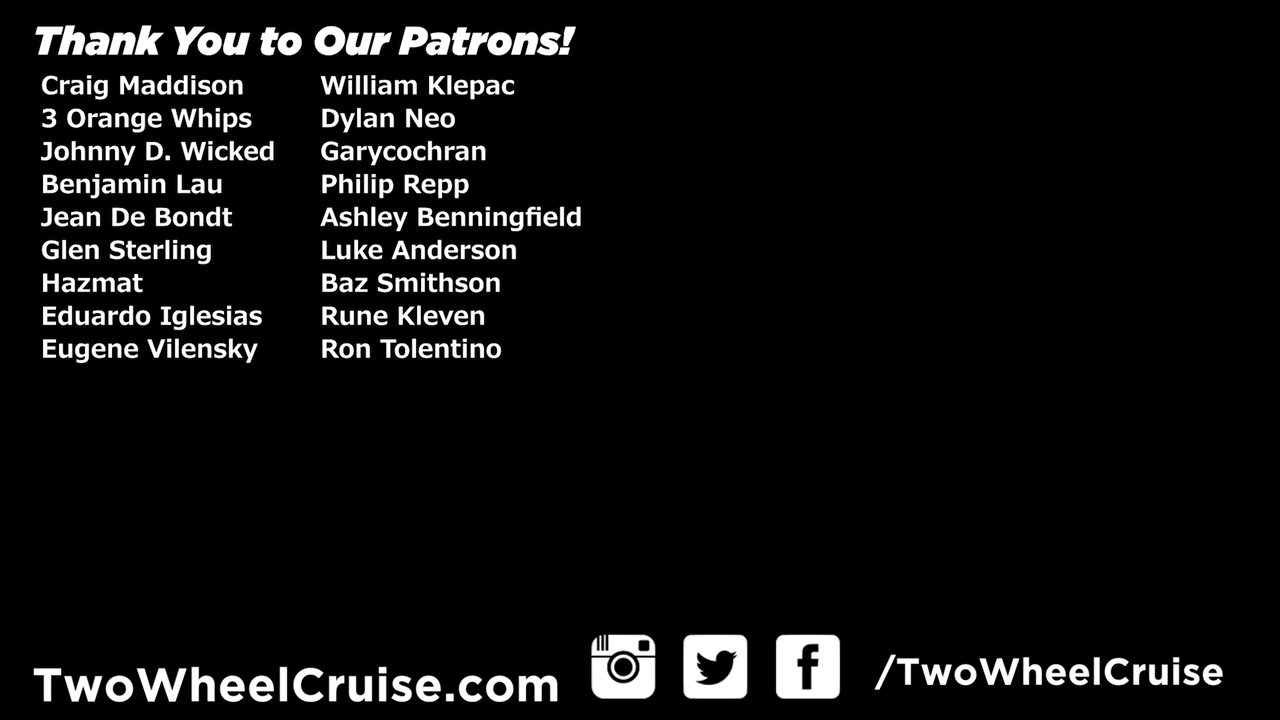 Thank You to Our Patrons!
Craig Maddison
3 Orange Whips
Johnny D. Wicked
Benjamin Lau
Jean De Bondt
Glen Sterling
Hazmat
Eduardo Iglesias
Eugene Vilensky
William Klepac
Dylan Neo
Garycochran
Philip Repp
Ashley Benningfield
Luke Anderson
Baz Smithson
Rune Kleven
Ron Tolentino
TwoWheelCruise.com
/TwoWheelCruise